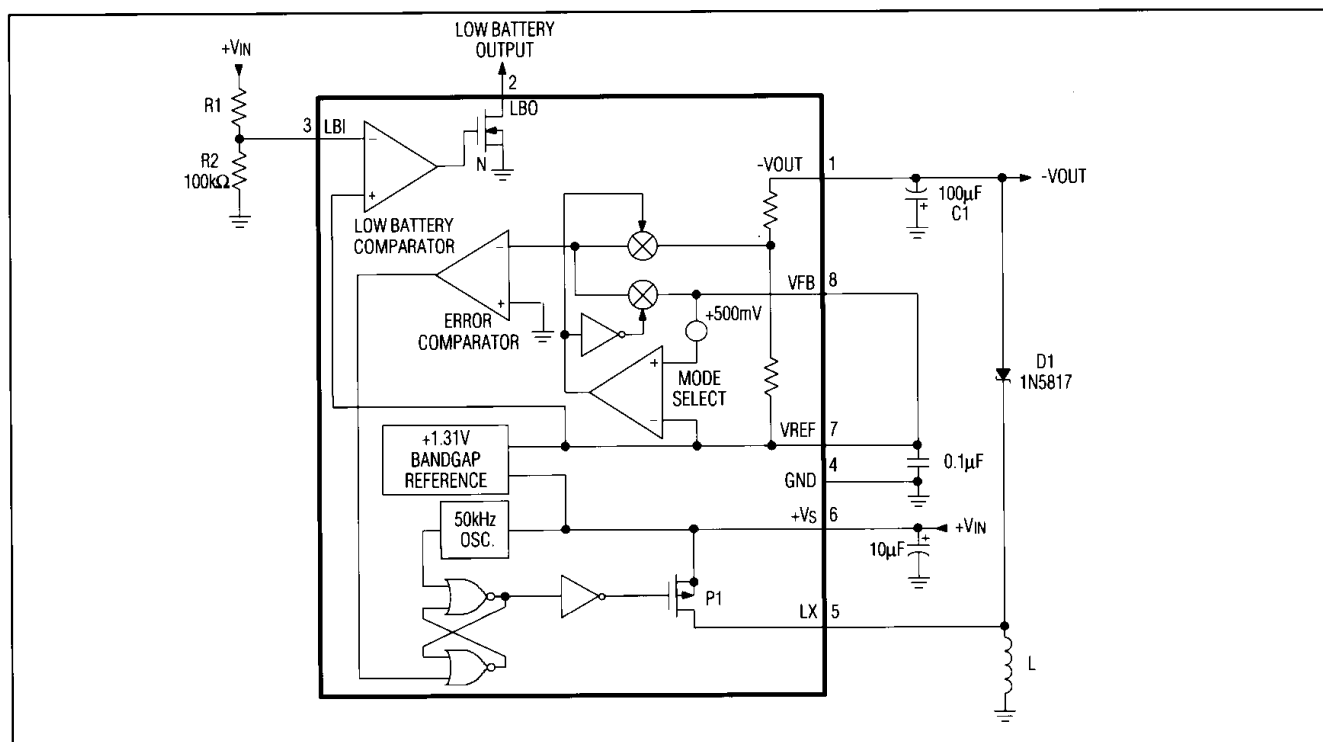 LOW BATTERY
OUTPUT
+VIN
2
LBO
R1
3 LBI
−
R2
100kΩ
N
+
LOW BATTERY
COMPARATOR
-VOUT
1
-VOUT
100μF
+
C1
−
+
ERROR
COMPARATOR
VFB
8
+500mV
+
MODE
SELECT
−
D1
1N5817
+1.31V
BANDGAP
REFERENCE
VREF
7
4
GND
0.1μF
50kHz
OSC.
+VS
6
+VIN
10μF
+
P1
LX
5
L